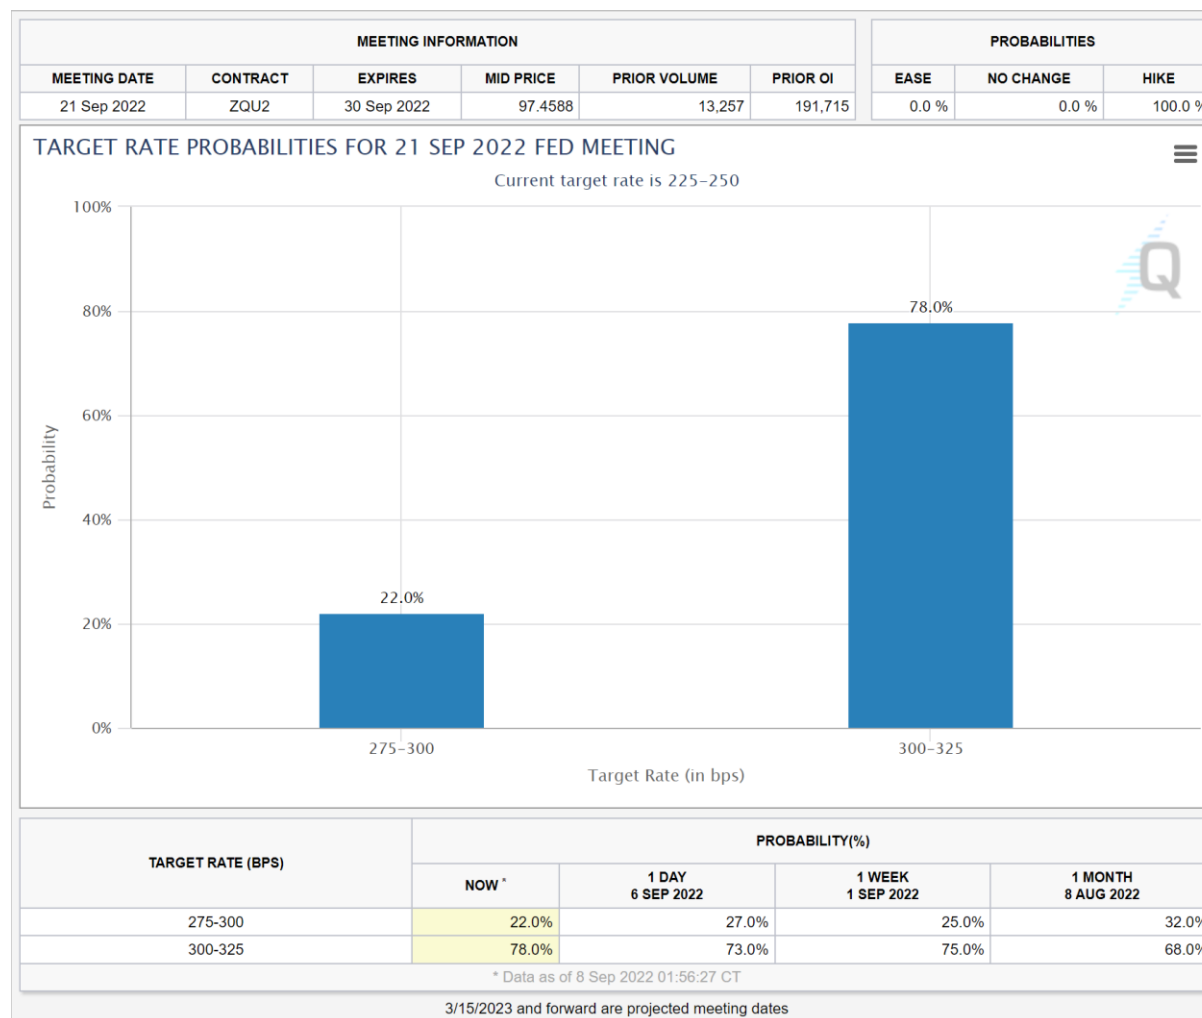 MEETING INFORMATION
PROBABILITIES
MEETING DATE CONTRACT EXPIRES MID PRICE PRIOR VOLUME PRIOR OI EASE NO CHANGE HIKE
21 Sep 2022 ZQU2 30 Sep 2022 97.4588 13,257 191,715 0.0 % 0.0 % 100.0 %
TARGET RATE PROBABILITIES FOR 21 SEP 2022 FED MEETING
Current target rate is 225-250
Q
100%
80%
60%
40%
20%
0%
Probability
22.0%
78.0%
275-300
300-325
Target Rate (in bps)
TARGET RATE (BPS)
PROBABILITY(%)
NOW *
1 DAY
6 SEP 2022
1 WEEK
1 SEP 2022
1 MONTH
8 AUG 2022
275-300 22.0% 27.0% 25.0% 32.0%
300-325 78.0% 73.0% 75.0% 68.0%
* Data as of 8 Sep 2022 01:56:27 CT
3/15/2023 and forward are projected meeting dates